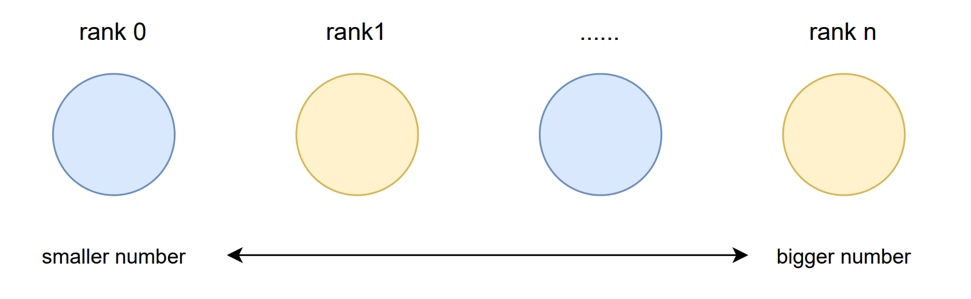 rank 0
rank1
......
rank n
smaller number
bigger number